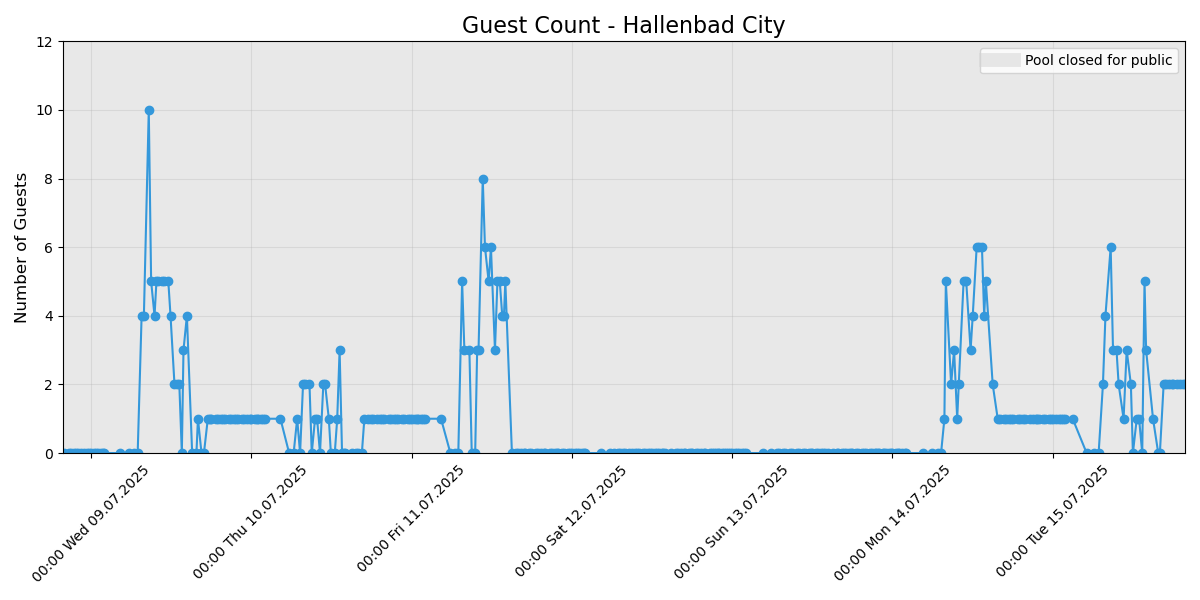 Guest Count - Hallenbad City
Pool closed for public
Number of Guests
12
10
8
6
4
2
0
00:00 Wed 09.07.2025
00:00 Thu 10.07.2025
00:00 Fri 11.07.2025
00:00 Sat 12.07.2025
00:00 Sun 13.07.2025
00:00 Mon 14.07.2025
00:00 Tue 15.07.2025